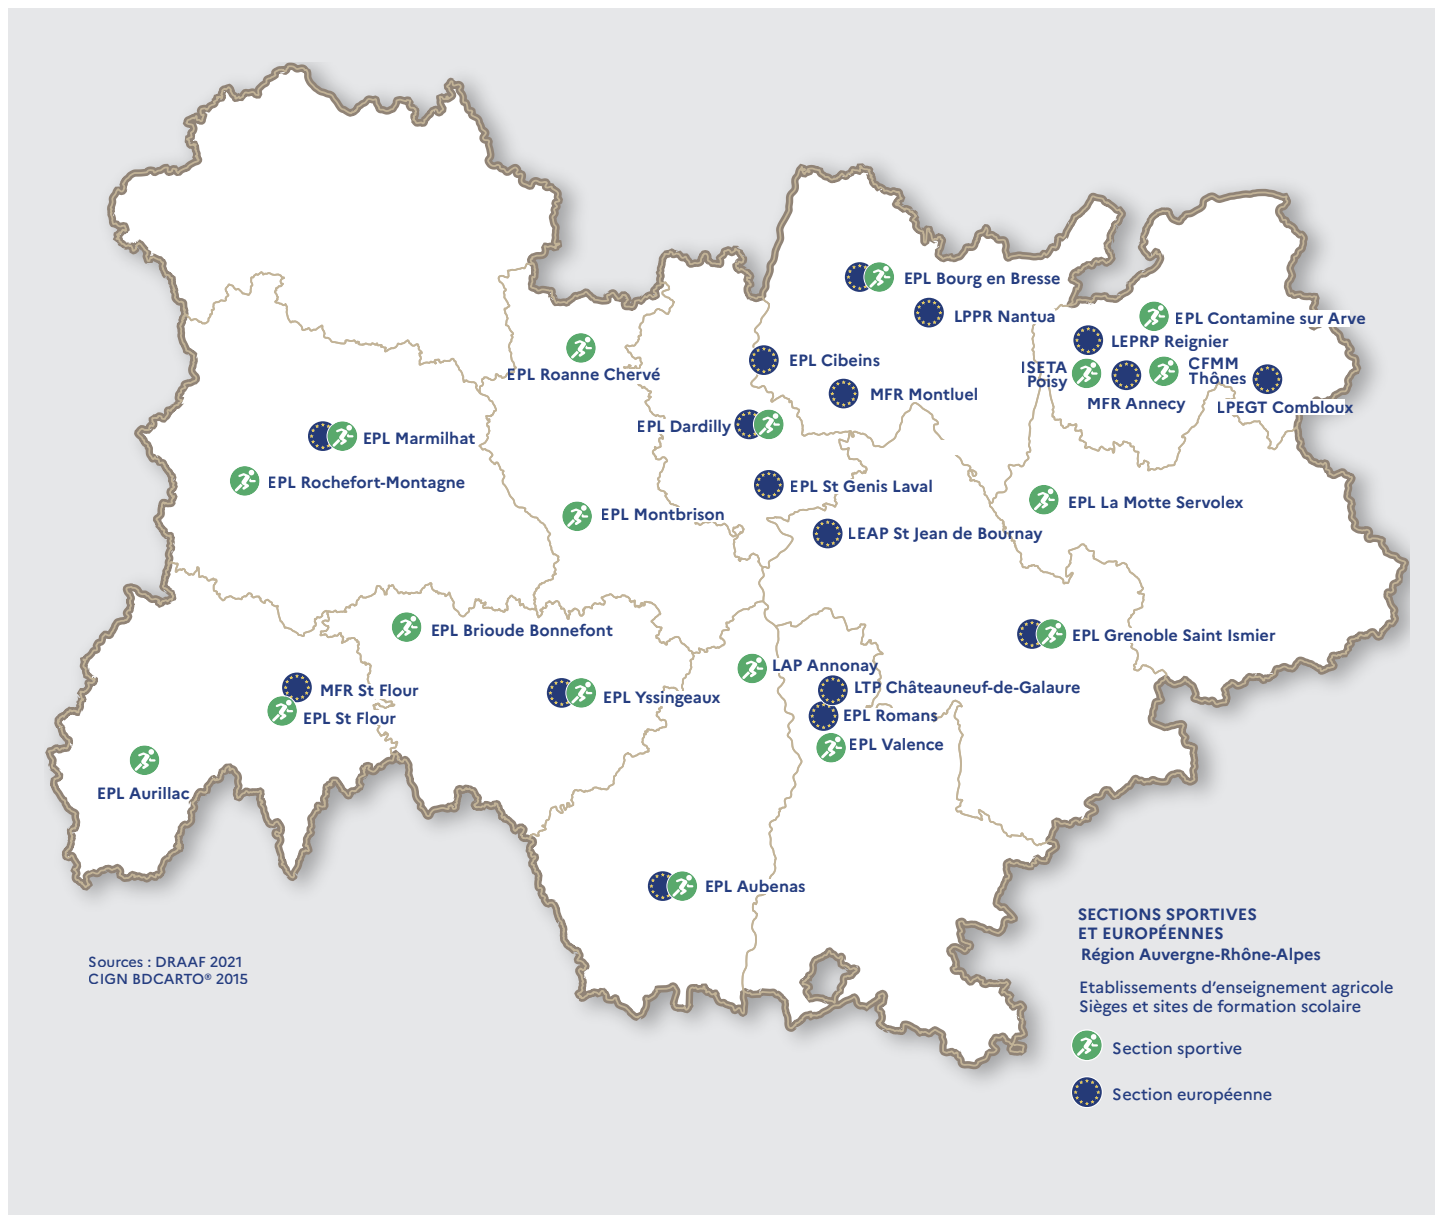 EPL Bourg en Bresse
LPPR Nantua
EPL Contamine sur Arve
LEPRP Reignier
EPL Cibeins
ISETA
Poisy
CFMM
Thônes
EPL Roanne Chervé
MFR Montluel
MFR Annecy
LPEGT Combloux
EPL Dardilly
EPL Marmilhat
EPL Rochefort-Montagne
EPL St Genis Laval
EPL La Motte Servolex
EPL Montbrison
LEAP St Jean de Bournay
EPL Brioude Bonnefont
EPL Grenoble Saint Ismier
LAP Annonay
MFR St Flour
LTP Châteauneuf-de-Galaure
EPL Yssingeaux
EPL St Flour
EPL Romans
EPL Valence
EPL Aurillac
EPL Aubenas
Sources : DRAAF 2021
CIGN BDCARTO® 2015
SECTIONS SPORTIVES
ET EUROPÉENNES
Région Auvergne-Rhône-Alpes
Etablissements d’enseignement agricole
Sièges et sites de formation scolaire
Section sportive
Section européenne